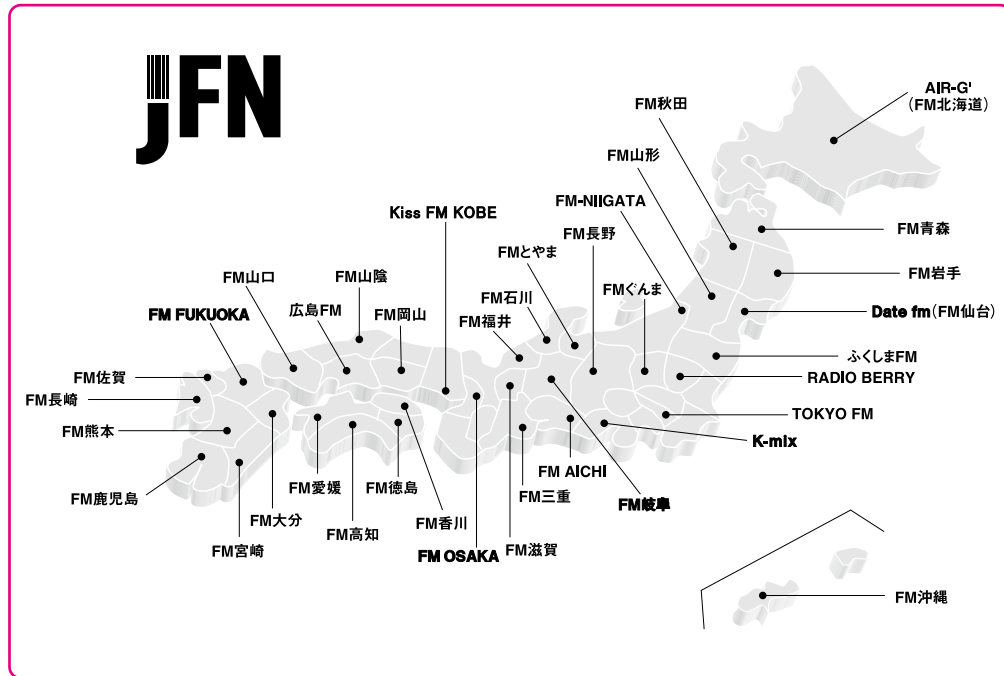 JFN
AIR-G'
(FM北海道)
FM秋田
FM山形
FM-NIIGATA
Kiss FM KOBE
FM長野
FM青森
FMとやま
FM山陰
FM岩手
FM山口
FM石川
FMぐんま
広島FM
FM岡山
Date fm(FM仙台)
FM FUKUOKA
FM福井
ふくしまFM
FM佐賀
RADIO BERRY
FM長崎
TOKYO FM
FM熊本
K-mix
FM AICHI
FM鹿児島
FM愛媛
FM徳島
FM三重
FM岐阜
FM大分
FM香川
FM高知
FM宮崎
FM OSAKA
FM滋賀
FM沖縄